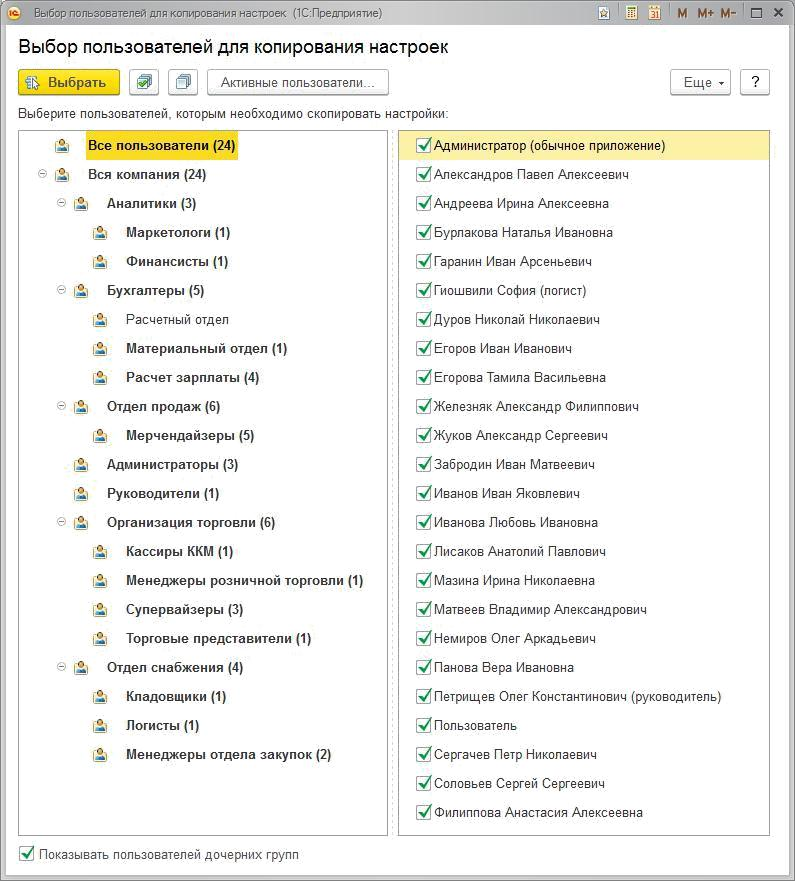 Выбор пользователей для копирования настроек (1С:Предприятие)
M M+ M-
31
Выбор пользователей для копирования настроек
Выбрать
Активные пользователи...
Еще
?
Выберите пользователей, которым необходимо скопировать настройки:
Все пользователи (24)
Вся компания (24)
Аналитики (3)
Маркетологи (1)
Финансисты (1)
Бухгалтеры (5)
Расчетный отдел
Материальный отдел (1)
Расчет зарплаты (4)
Отдел продаж (6)
Мерчендайзеры (5)
Администраторы (3)
Руководители (1)
Организация торговли (6)
Кассиры ККМ (1)
Менеджеры розничной торговли (1)
Супервайзеры (3)
Торговые представители (1)
Отдел снабжения (4)
Кладовщики (1)
Логисты (1)
Менеджеры отдела закупок (2)
Администратор (обычное приложение)
Александров Павел Алексеевич
Андреева Ирина Алексеевна
Бурлакова Наталья Ивановна
Гаранин Иван Арсеньевич
Гиошвили София (логист)
Дуров Николай Николаевич
Егоров Иван Иванович
Егорова Тамила Васильевна
Железняк Александр Филиппович
Жуков Александр Сергеевич
Забродин Иван Матвеевич
Иванов Иван Яковлевич
Иванова Любовь Ивановна
Лисаков Анатолий Павлович
Мазина Ирина Николаевна
Матвеев Владимир Александрович
Немиров Олег Аркадьевич
Панова Вера Ивановна
Петрищев Олег Константинович (руководитель)
Пользователь
Сергачев Петр Николаевич
Соловьев Сергей Сергеевич
Филиппова Анастасия Алексеевна
Показывать пользователей дочерних групп